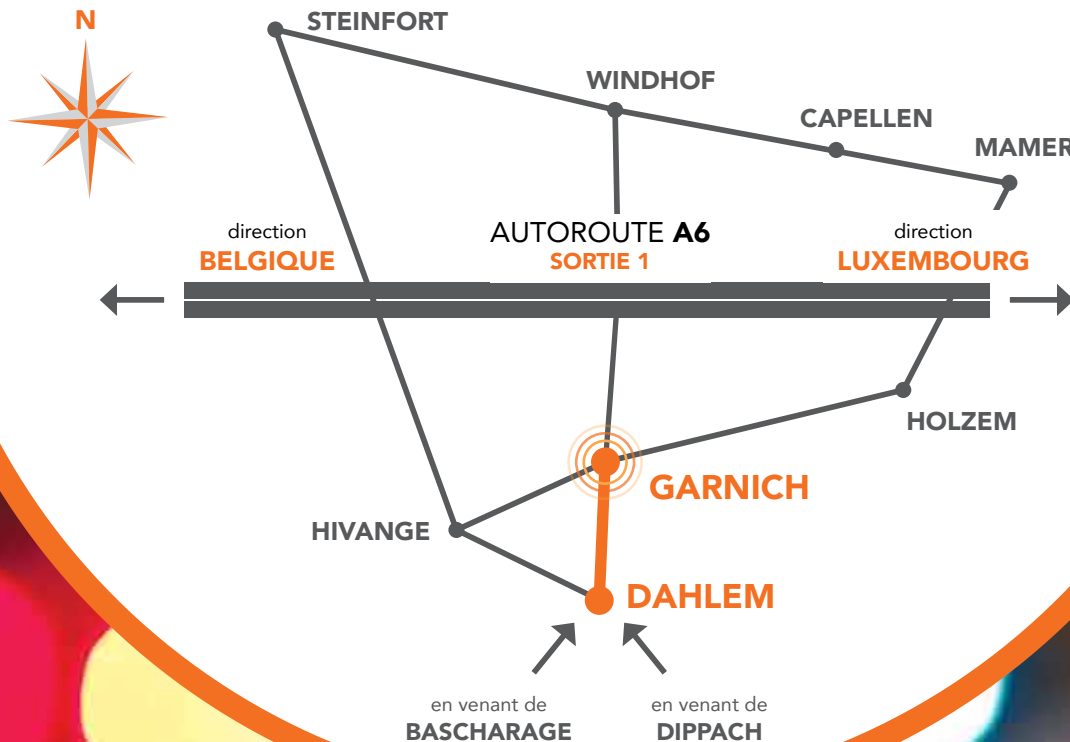 N
STEINFORT
WINDHOF
CAPELLEN
MAMER
direction
BELGIQUE
AUTOROUTE A6
SORTIE 1
direction
LUXEMBOURG
HOLZEM
GARNICH
HIVANGE
DAHLEM
en venant de
BASCHARAGE
en venant de
DIPPACH